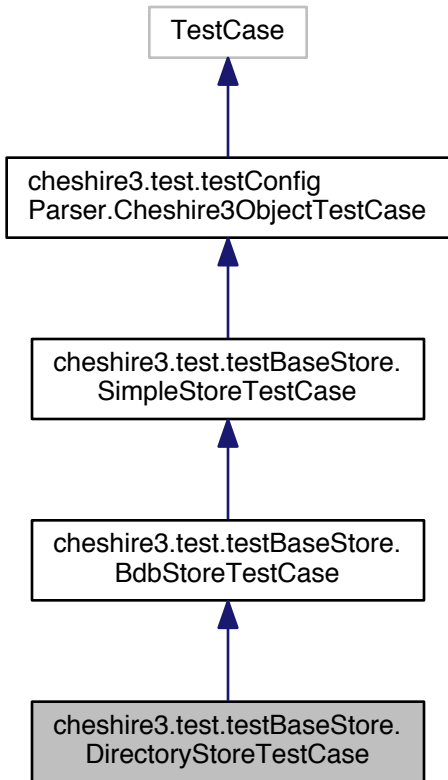 TestCase
cheshire3.test.testConfig
Parser.Cheshire3ObjectTestCase
cheshire3.test.testBaseStore.
SimpleStoreTestCase
cheshire3.test.testBaseStore.
BdbStoreTestCase
cheshire3.test.testBaseStore.
DirectoryStoreTestCase